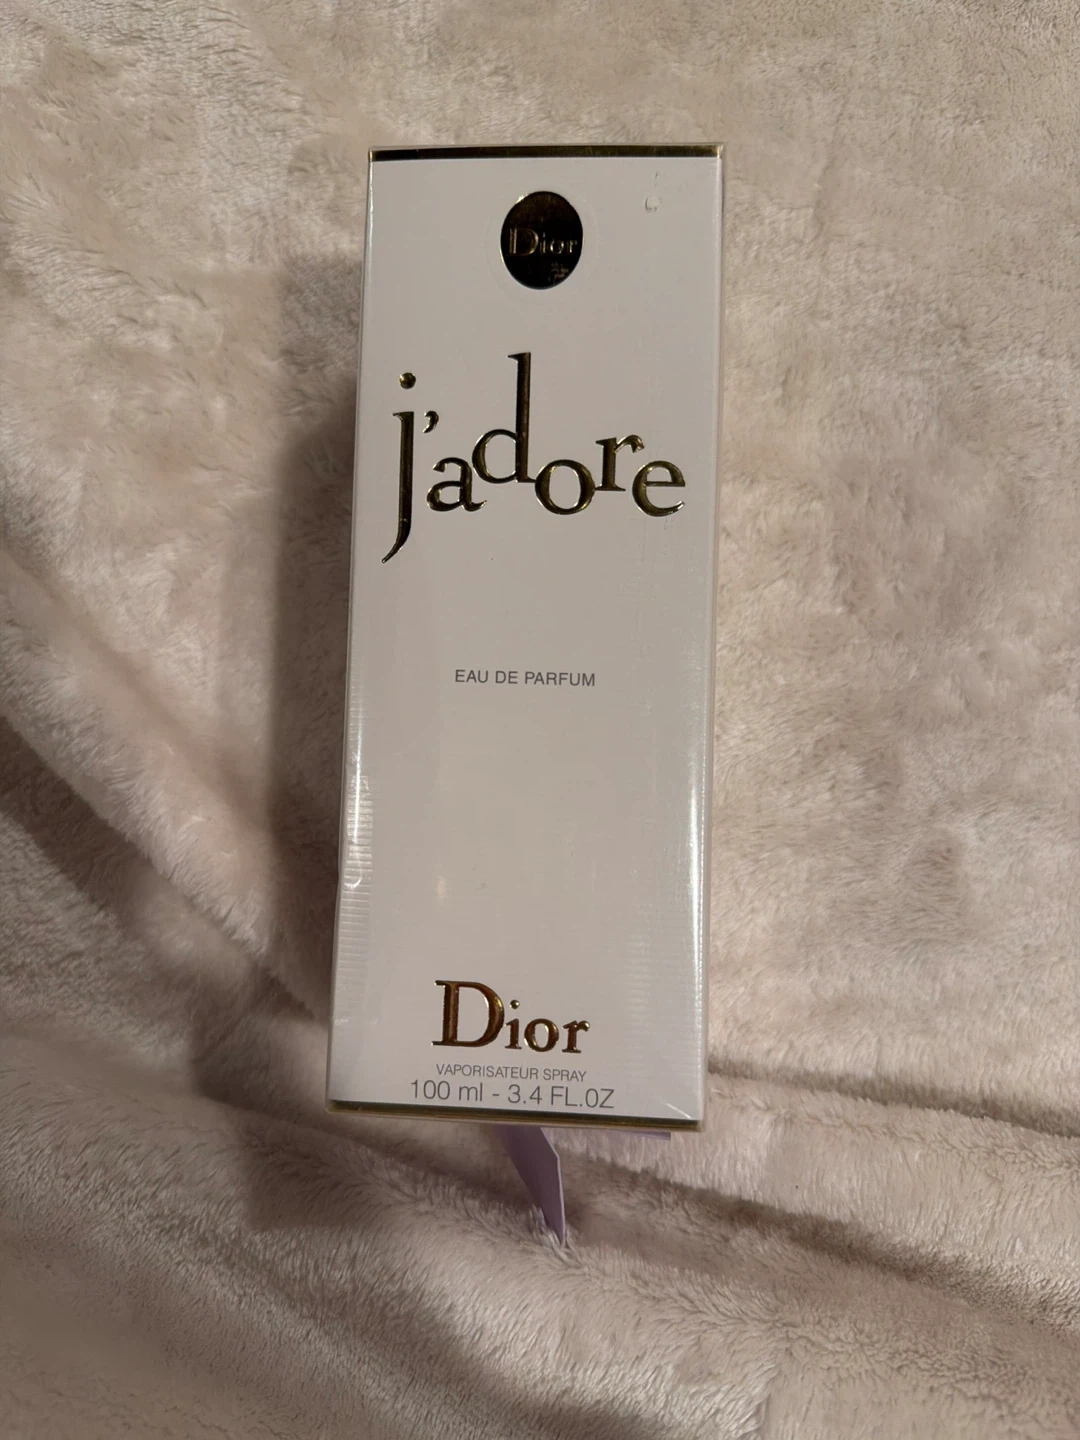 Dior
j'adore
EAU DE PARFUM
Dior
VAPORISATEUR SPRAY
100 ml - 3.4 FL.OZ